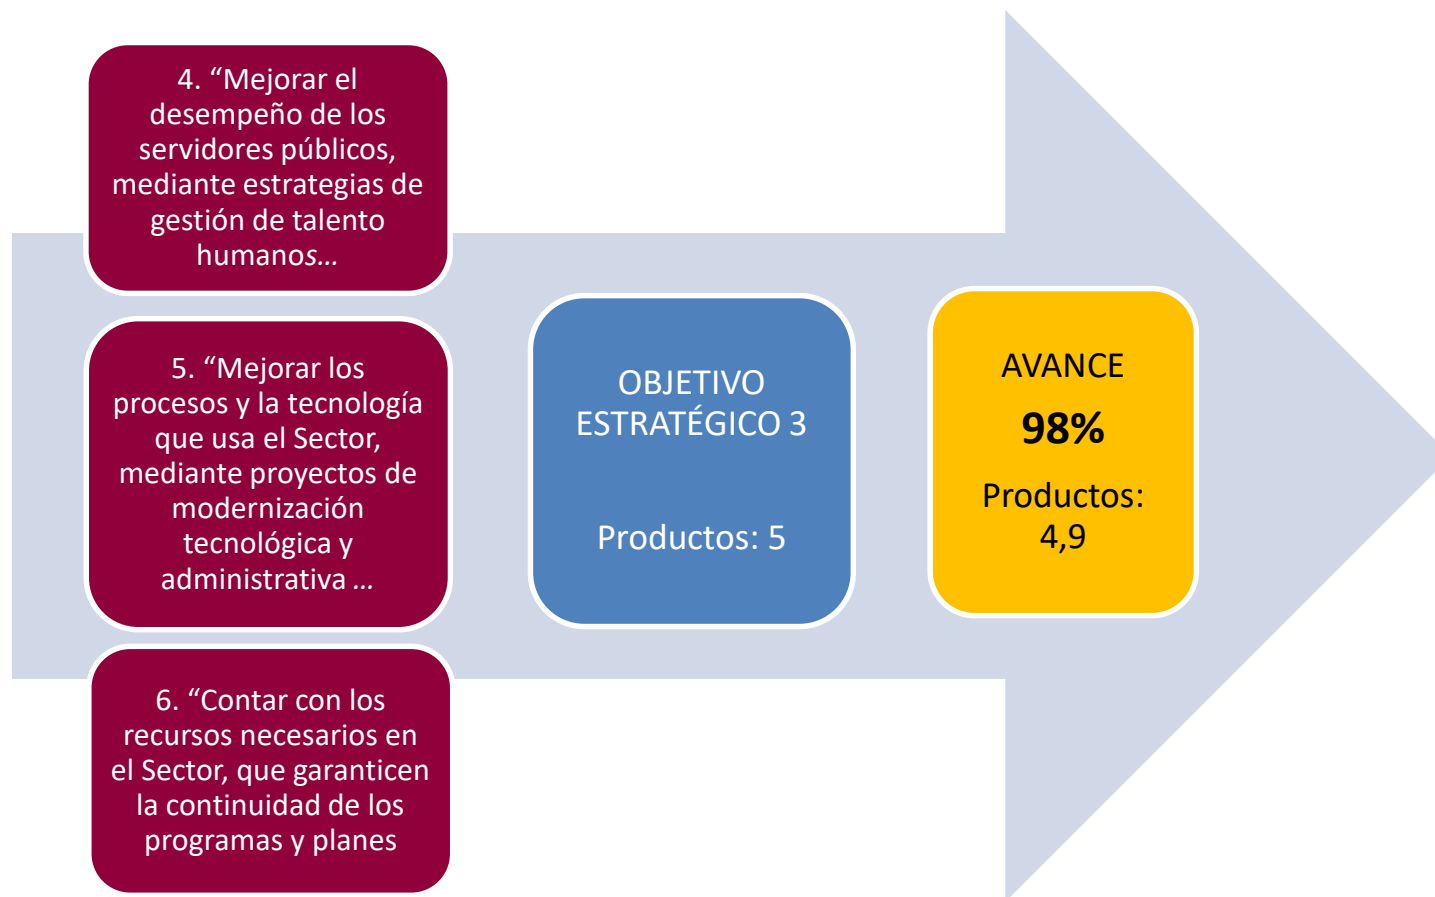 4. “Mejorar el
desempeño de los
servidores públicos,
mediante estrategias de
gestión de talento
humanos…
5. “Mejorar los
procesos y la tecnología
que usa el Sector,
mediante proyectos de
modernización
tecnológica y
administrativa …
6. “Contar con los
recursos necesarios en
el Sector, que garanticen
la continuidad de los
programas y planes
OBJETIVO
ESTRATÉGICO 3
Productos: 5
AVANCE
98%
Productos:
4,9